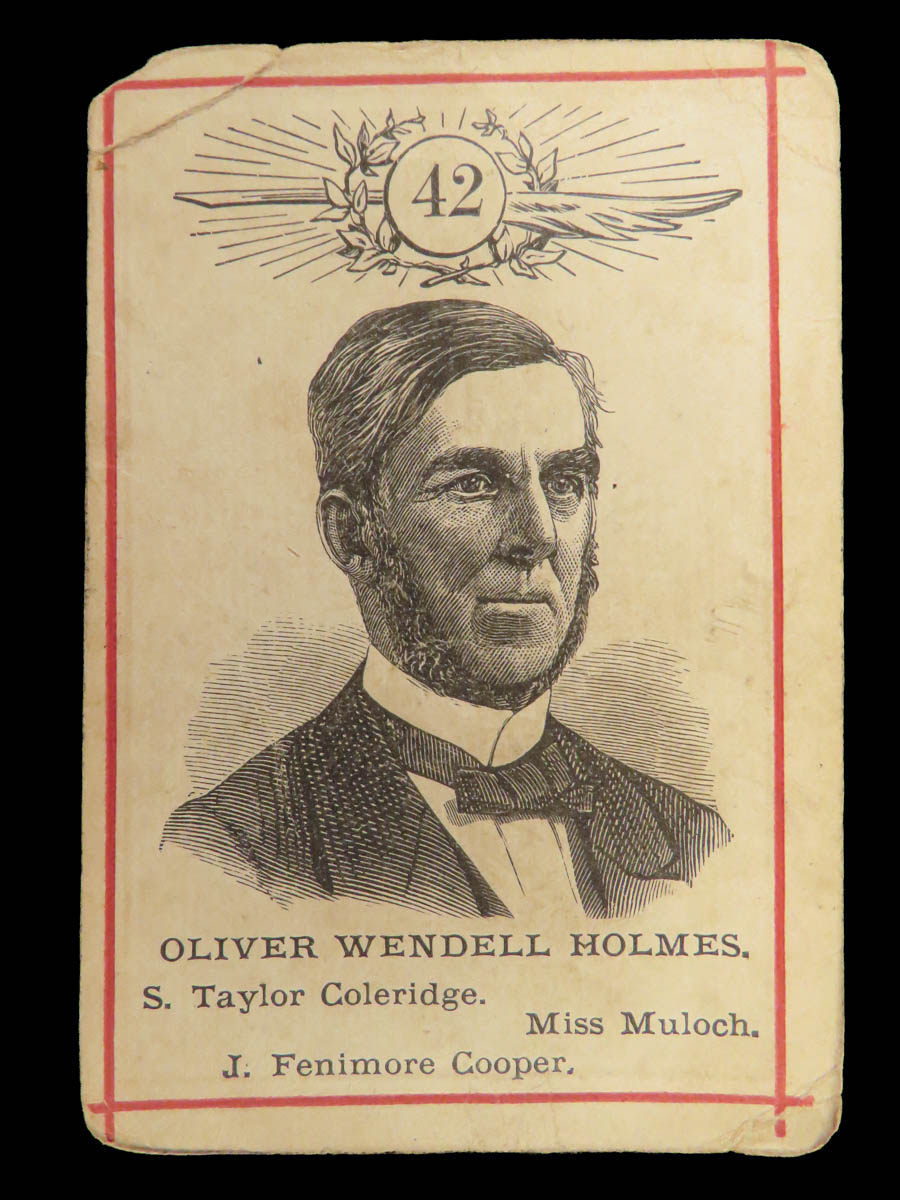 42
OLIVER WENDELL HOLMES.
S. Taylor Coleridge.
Miss Muloch.
J. Fenimore Cooper.